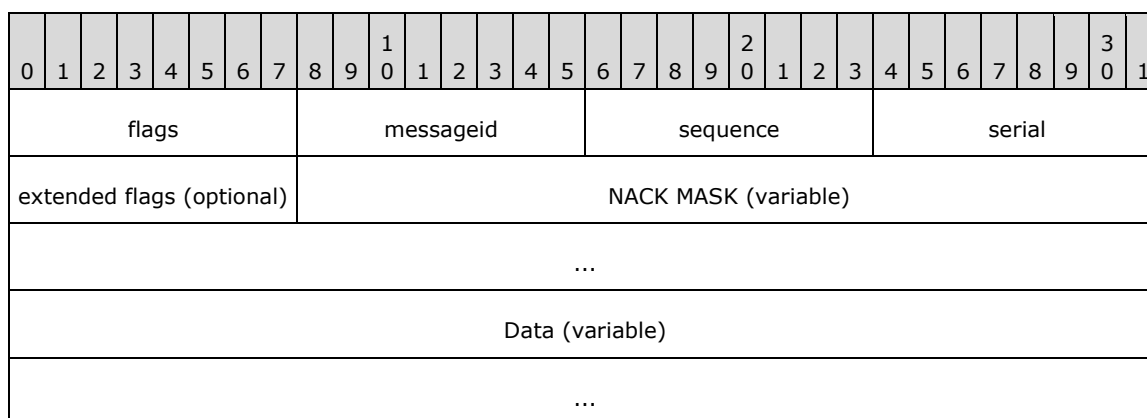 1 2 3
0 1 2 3 4 5 6 7 8 9 0 1 2 3 4 5 6 7 8 9 0 1 2 3 4 5 6 7 8 9 0 1
flags messageid sequence serial
extended flags (optional) NACK MASK (variable)
...
Data (variable)
...